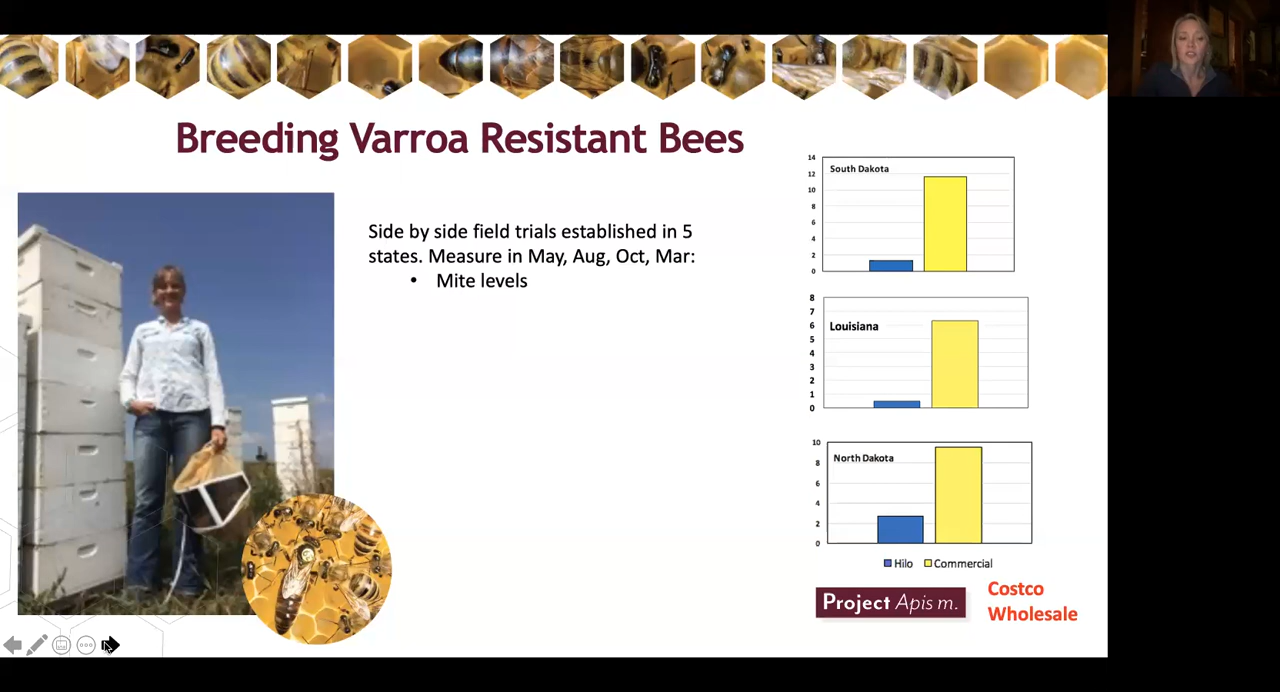 Breeding Varroa Resistant Bees
Side by side field trials established in 5
states. Measure in May, Aug, Oct, Mar:
• Mite levels
14
12
10
8
6
4
2
0
South Dakota
8
7
6
5
4
3
2
1
0
Louisiana
10
8
6
4
2
0
North Dakota
Hilo Commercial
Project Apis m.
Costco
Wholesale